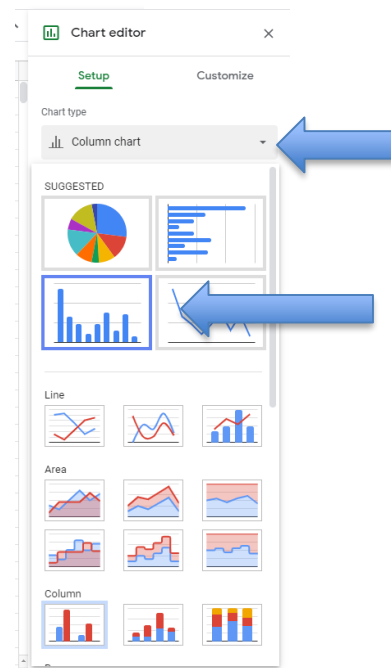 Chart editor
Setup Customize
Chart type
Column chart
SUGGESTED
Line
Area
Column